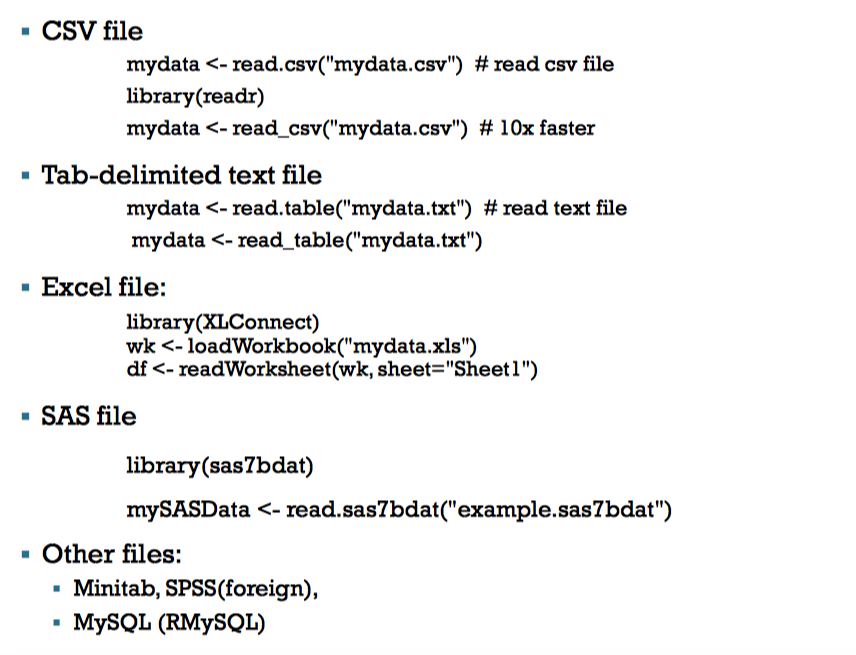 CSV file
mydata <- read.csv("mydata.csv") # read csv file
library(readr)
mydata <- read_csv("mydata.csv") # 10x faster
Tab-delimited text file
mydata <- read.table("mydata.txt") # read text file
mydata <- read_table("mydata.txt")
Excel file:
library(XLConnect)
wk <- loadWorkbook("mydata.xls")
df <- readWorksheet(wk, sheet="Sheet1")
SAS file
library(sas7bdat)
mySASData <- read.sas7bdat("example.sas7bdat")
Other files:
Minitab, SPSS(foreign),
MySQL (RMySQL)